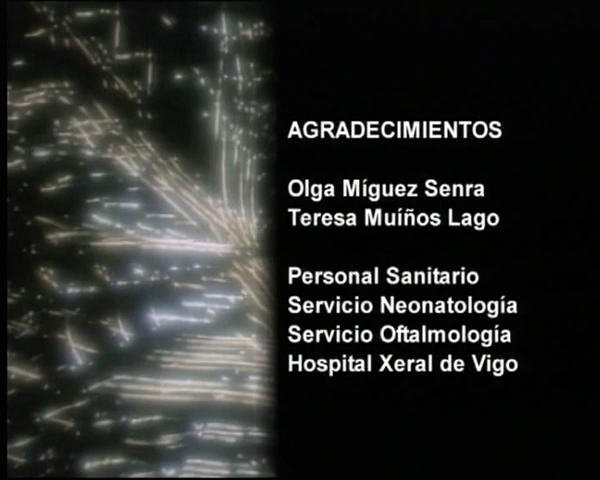 AGRADECIMIENTOS
Olga Míguez Senra
Teresa Muíños Lago
Personal Sanitario
Servicio Neonatología
Servicio Oftalmología
Hospital Xeral de Vigo